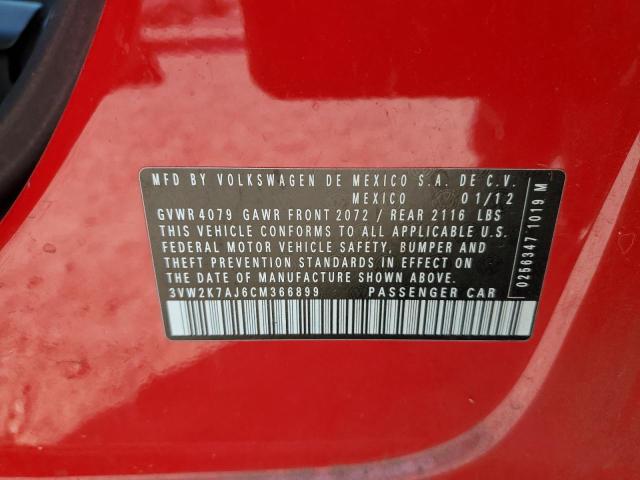 MFD BY VOLKSWAGEN DE MEXICO S.A. DE C.V.
MEXICO 01/12
GVWR 4079 GAWR FRONT 2072 / REAR 2116 LBS
THIS VEHICLE CONFORMS TO ALL APPLICABLE U.S.
FEDERAL MOTOR VEHICLE SAFETY, BUMPER AND
THEFT PREVENTION STANDARDS IN EFFECT ON
THE DATE OF MANUFACTURE SHOWN ABOVE.
3VW2K7AJ6CM366899 PASSENGER CAR
0256347 1019 M